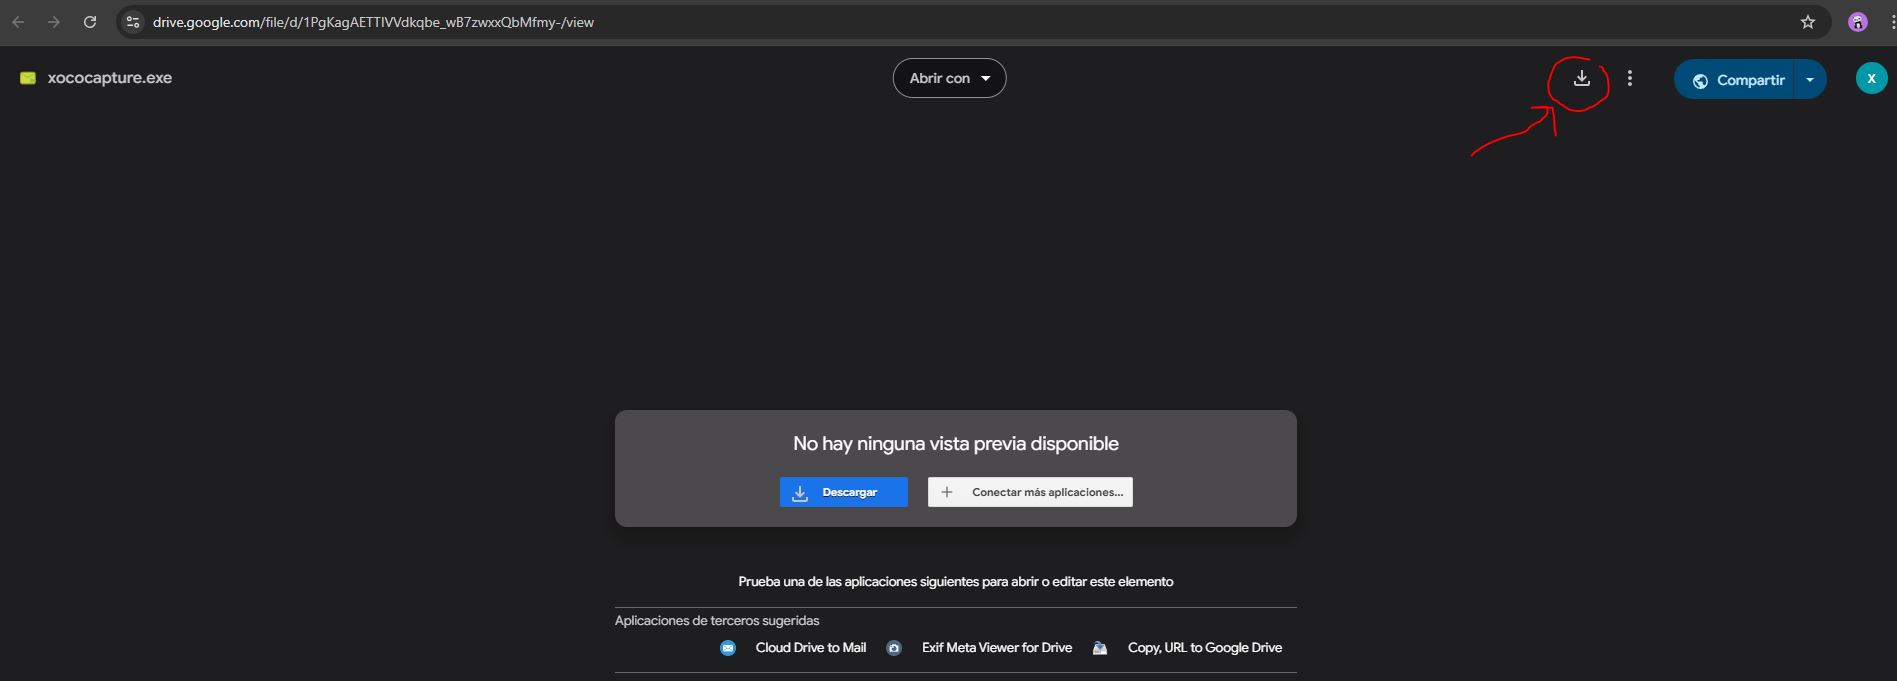 drive.google.com/file/d/1PgKagAETTIVVdkqbe_wB7zwxxQbMfmy-/view
xococapture.exe
Abrir con
Compartir
X
No hay ninguna vista previa disponible
Descargar
Conectar más aplicaciones...
Prueba una de las aplicaciones siguientes para abrir o editar este elemento
Aplicaciones de terceros sugeridas
Cloud Drive to Mail
Exif Meta Viewer for Drive
Copy, URL to Google Drive